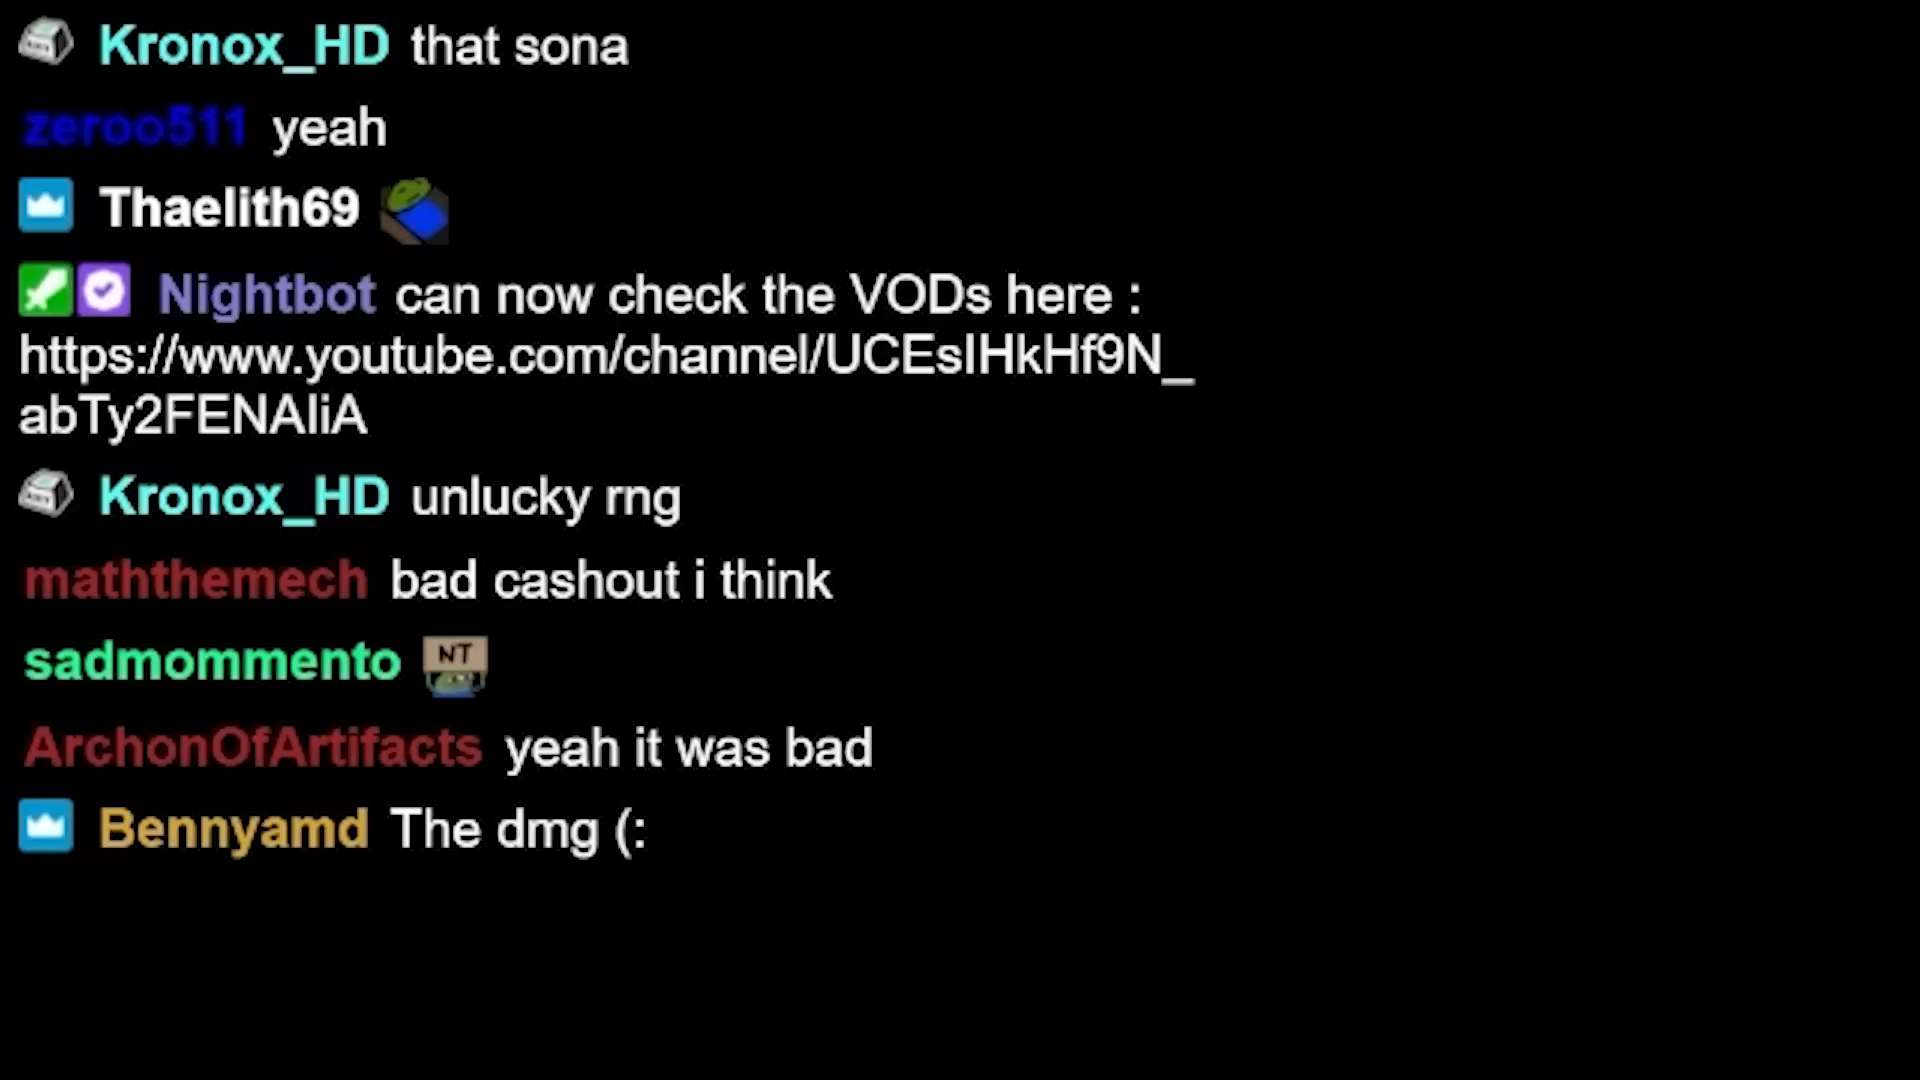 Kronox_HD that sona
zeroo511 yeah
Thaelith69
Nightbot can now check the VODs here :
https://www.youtube.com/channel/UCEsIHkHf9N_
abTy2FENAIiA
Kronox_HD unlucky rng
maththemech bad cashout i think
sadmommento NT
ArchonOfArtifacts yeah it was bad
Bennyamd The dmg (: